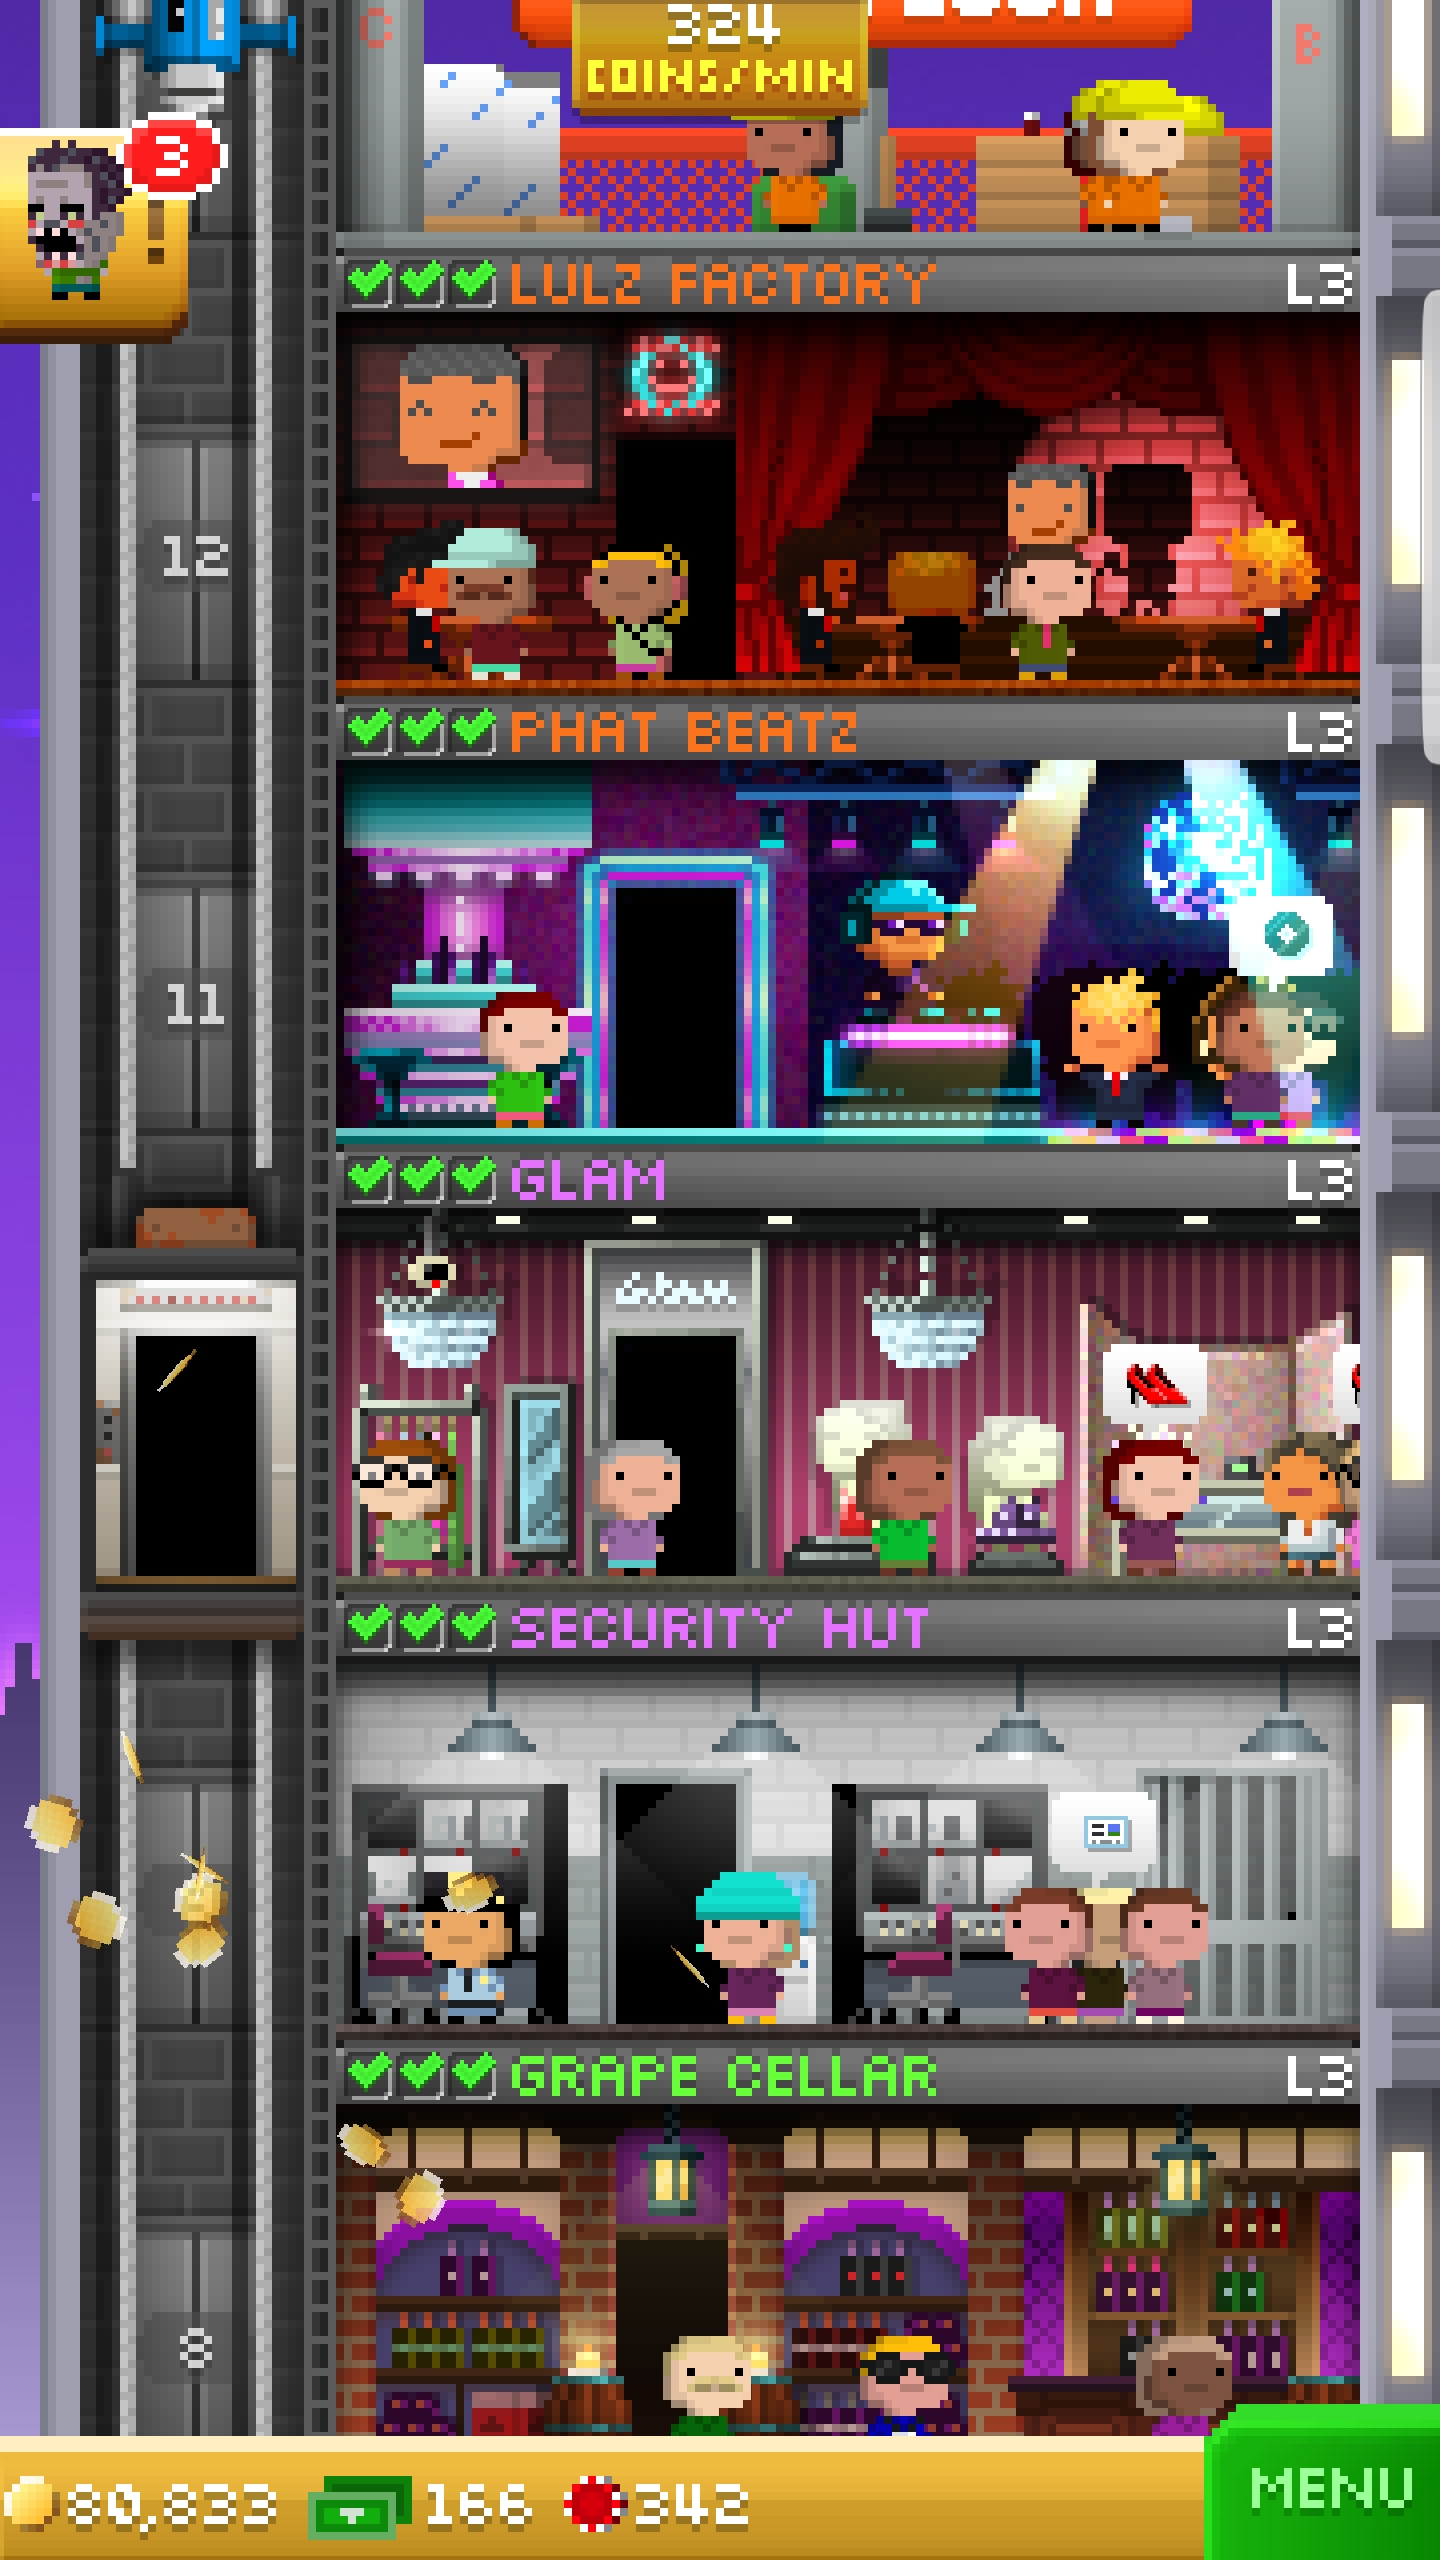 C
B
324
COINS/MIN
3
!
LULZ FACTORY
L3
12
PHAT BEATZ
L3
11
GLAM
L3
Glam
SECURITY HUT
L3
GRAPE CELLAR
L3
8
80,833
166
342
MENU